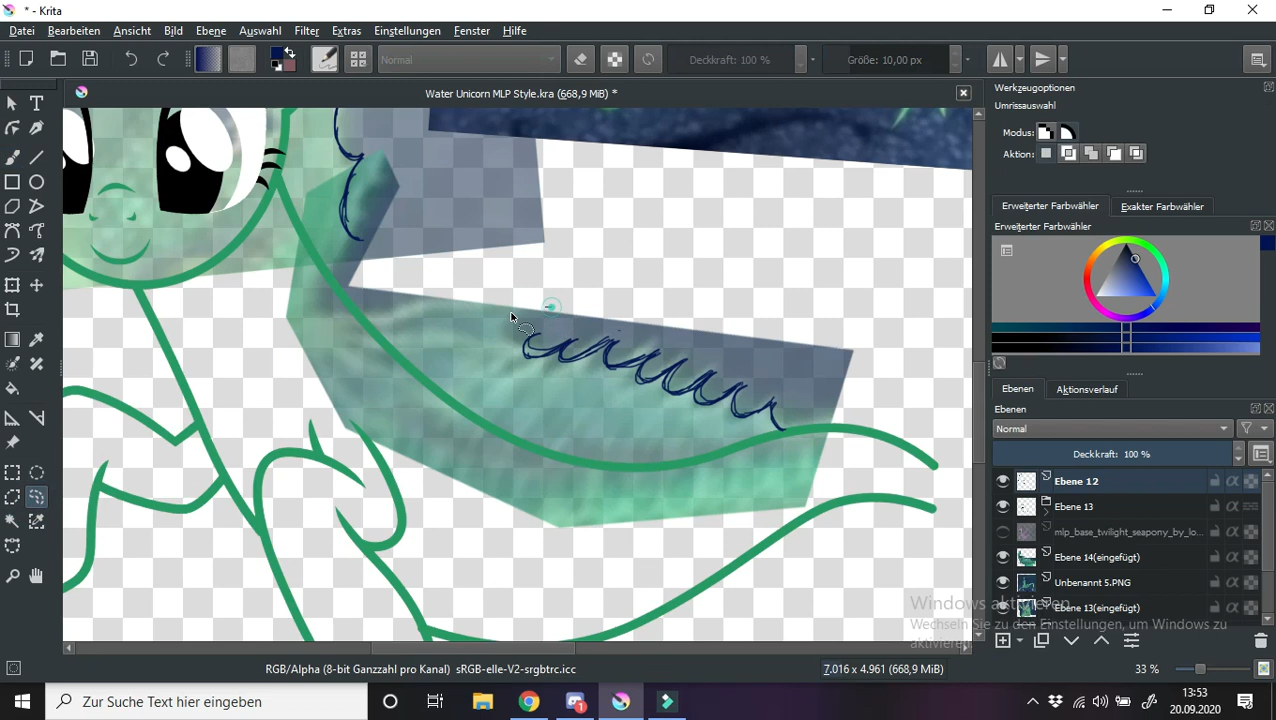 * - Krita
Datei Bearbeiten Ansicht Bild Ebene Auswahl Filter Extras Einstellungen Fenster Hilfe
Normal Deckkraft: 100 % Größe: 10,00 px
Water Unicorn MLP Style.kra (668,9 MiB) *
Werkzeugoptionen
Umrissauswahl
Modus:
Aktion:
Erweiterter Farbwähler Exakter Farbwähler
Erweiterter Farbwähler
Ebenen Aktionsverlauf
Ebenen
Normal
Deckkraft: 100 %
Ebene 12
Ebene 13
mlp_base_twilight_seapony_by_lo...
Ebene 14(eingefügt)
Unbenannt 5.PNG
Ebene 13(eingefügt)
Windows aktivieren
Wechseln Sie zu den Einstellungen, um Windows zu
aktivieren.
RGB/Alpha (8-bit Ganzzahl pro Kanal) sRGB-elle-V2-srgbtrc.icc
7.016 x 4.961 (668,9 MiB)
33 %
Zur Suche Text hier eingeben
1
13:53
20.09.2020